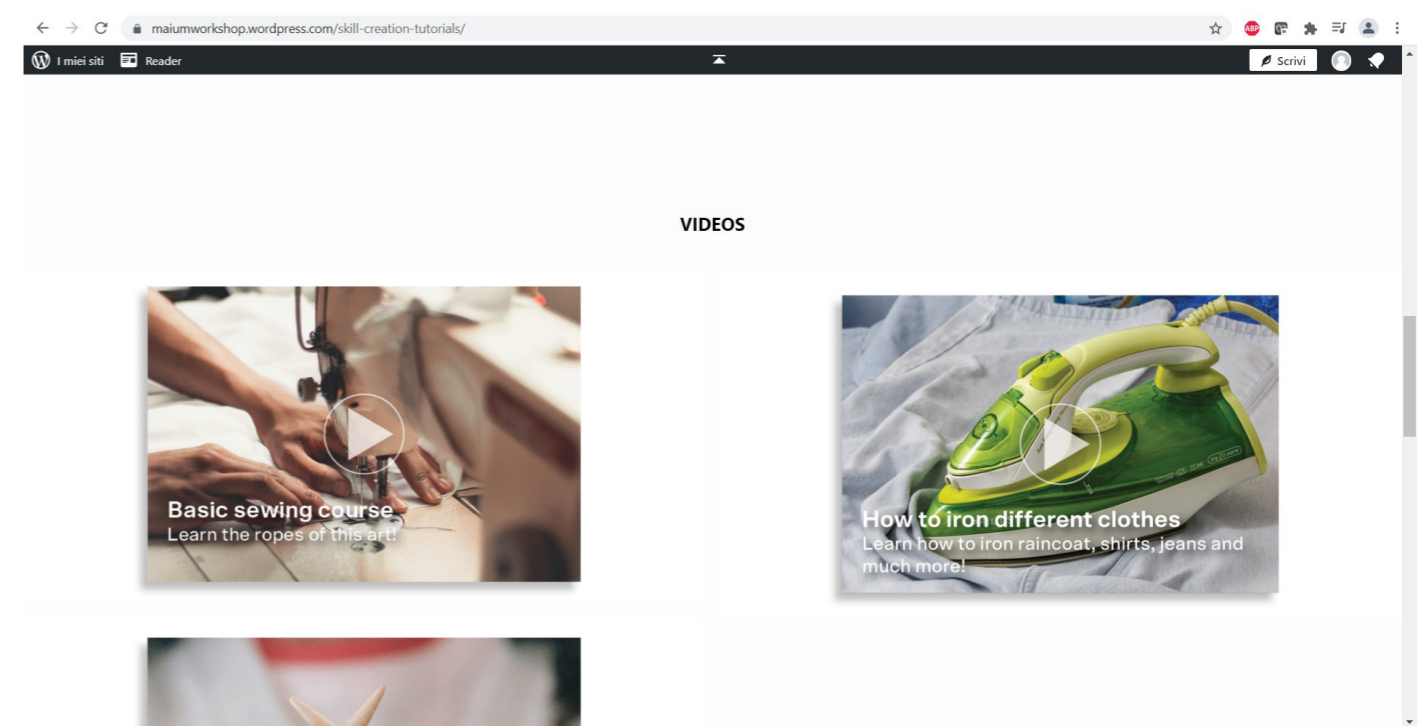 maiumworkshop.wordpress.com/skill-creation-tutorials/
ABP
I miei siti
Reader
Scrivi
VIDEOS
Basic sewing course
Learn the ropes of this art!
How to iron different clothes
Learn how to iron raincoat, shirts, jeans and
much more!